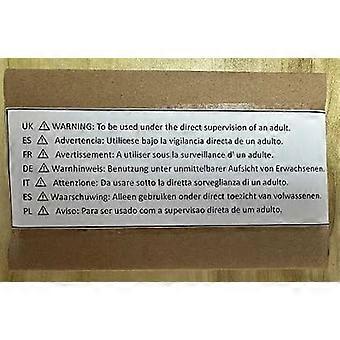 UK ⚠ WARNING: To be used under the direct supervision of an adult.
ES ⚠ Advertencia: Utilícese bajo la vigilancia directa de un adulto.
FR ⚠ Avertissement: A utiliser sous la surveillance d' un adulte.
DE ⚠ Warnhinweis: Benutzung unter unmittelbarer Aufsicht von Erwachsenen.
IT ⚠ Attenzione: Da usare sotto la diretta sorveglianza di un adulto.
ES ⚠ Waarschuwing: Alleen gebruiken onder direct toezicht van volwassenen.
PL ⚠ Aviso: Para ser usado com a supervisao direta de um adulto.